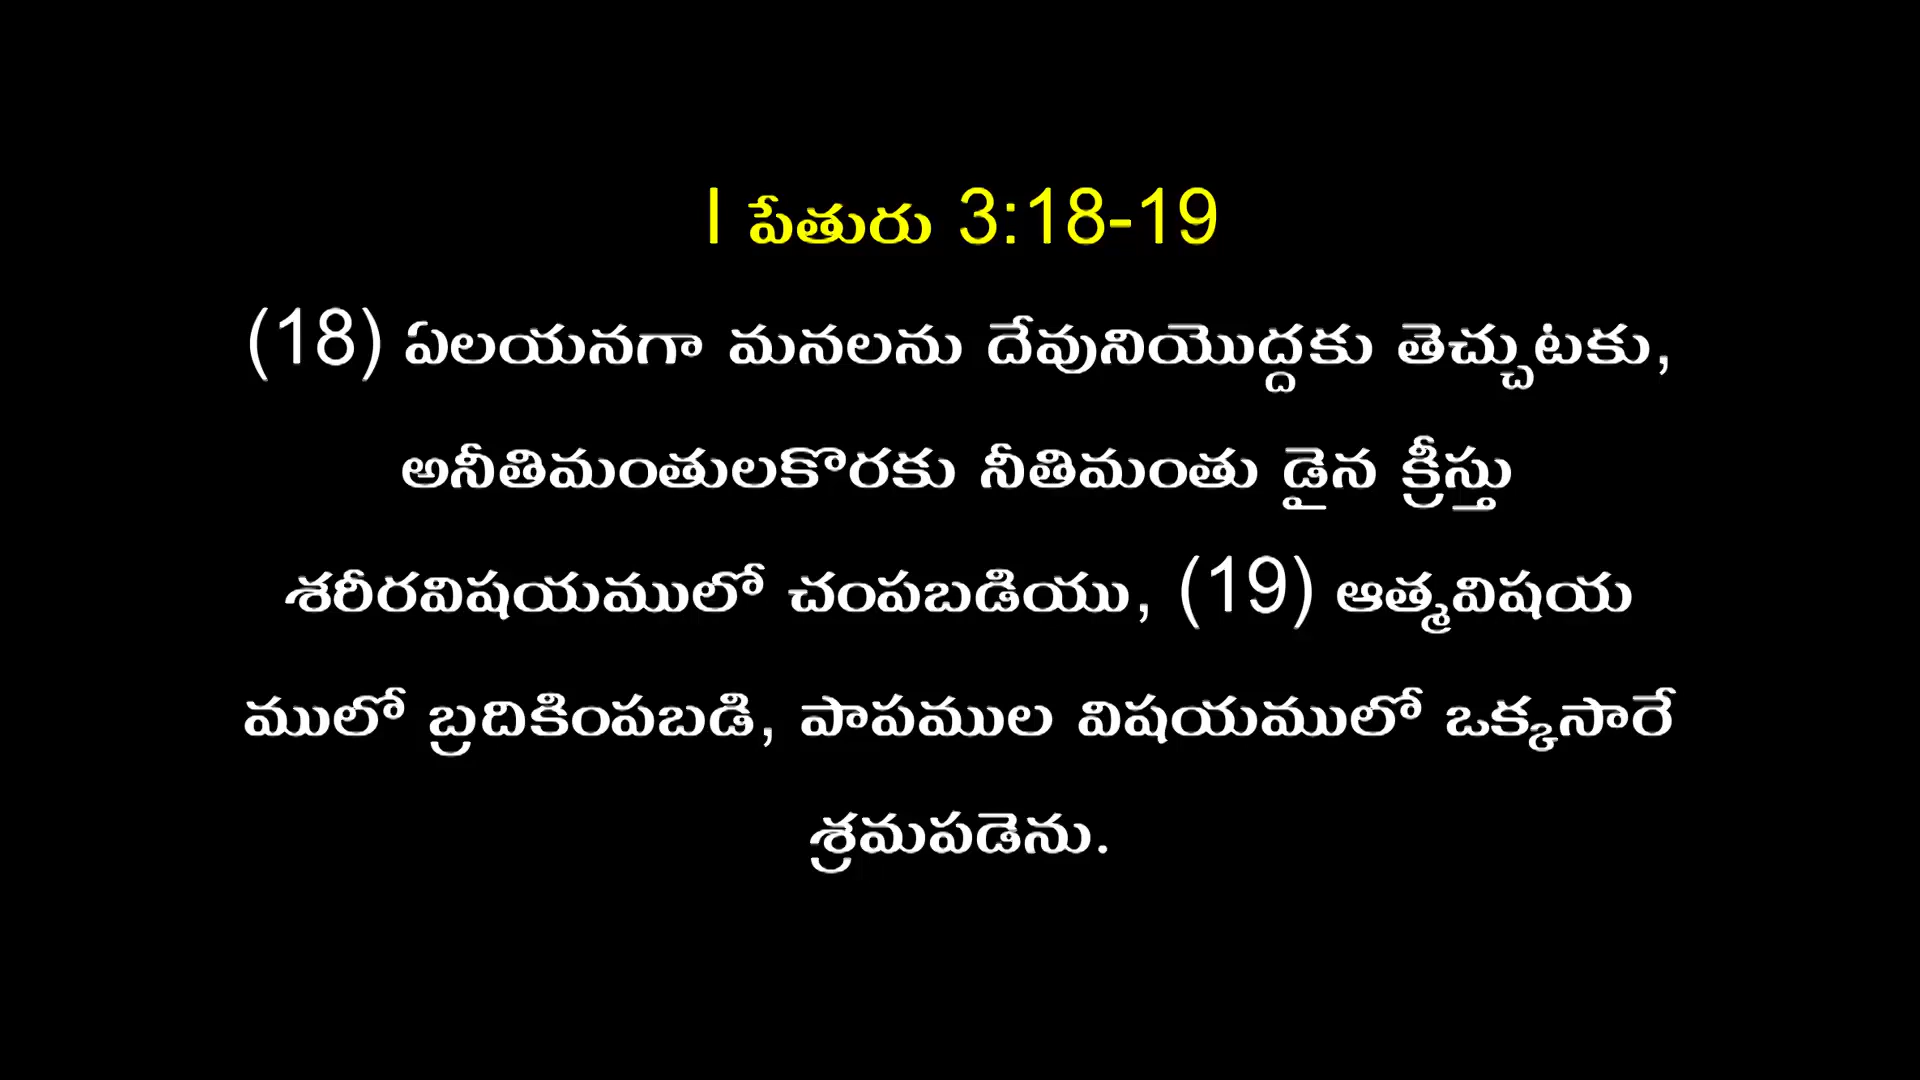 I పేతురు 3:18-19
(18) ఏలయనగా మనలను దేవునియొద్దకు తెచ్చుటకు,
అనీతిమంతులకొరకు నీతిమంతు డైన క్రీస్తు
శరీరవిషయములో చంపబడియు, (19) ఆత్మవిషయ
ములో బ్రదికింపబడి, పాపముల విషయములో ఒక్కసారే
శ్రమపడెను.